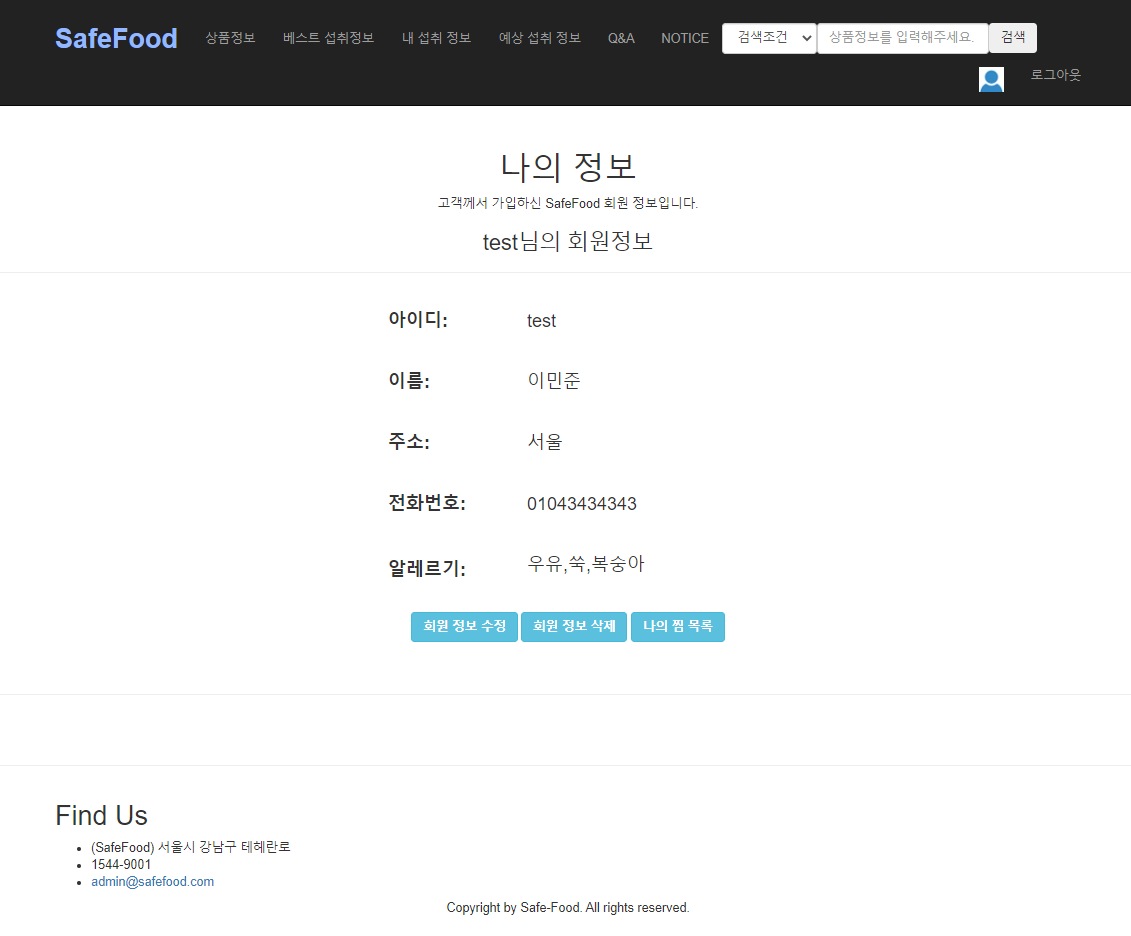 SafeFood 상품정보 베스트 섭취정보 내 섭취 정보 예상 섭취 정보 Q&A NOTICE 검색조건 상품정보를 입력해주세요. 검색
로그아웃
나의 정보
고객께서 가입하신 SafeFood 회원 정보입니다.
test님의 회원정보
아이디: test
이름: 이민준
주소: 서울
전화번호: 01043434343
알레르기: 우유,쑥,복숭아
회원 정보 수정 회원 정보 삭제 나의 찜 목록
Find Us
(SafeFood) 서울시 강남구 테헤란로
1544-9001
admin@safefood.com
Copyright by Safe-Food. All rights reserved.